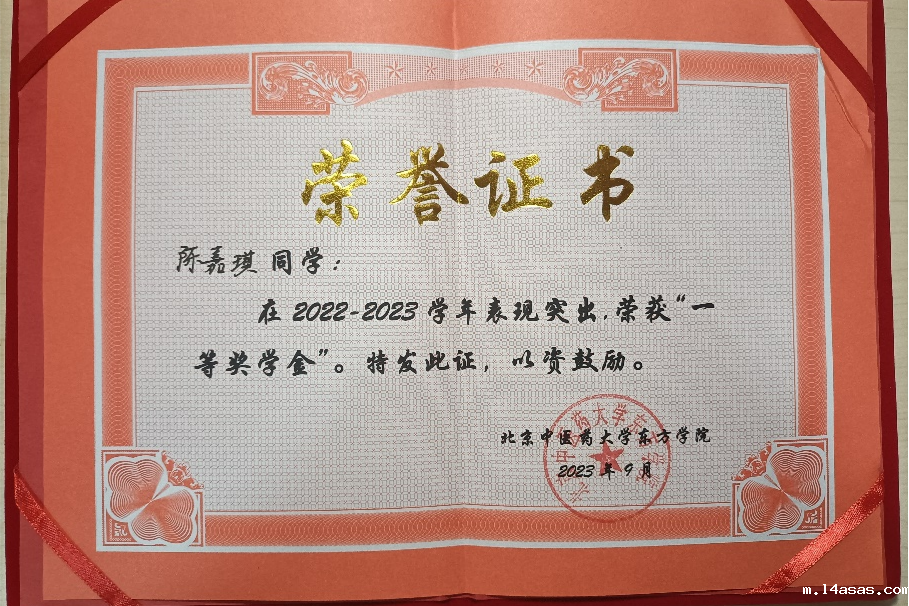 荣誉证书
陈嘉琪 同学：
在 2022-2023 学年表现突出，荣获“一
等奖学金”。特发此证，以资鼓励。
北京中医药大学东方学院
2023 年 9 月
m.14asas.com